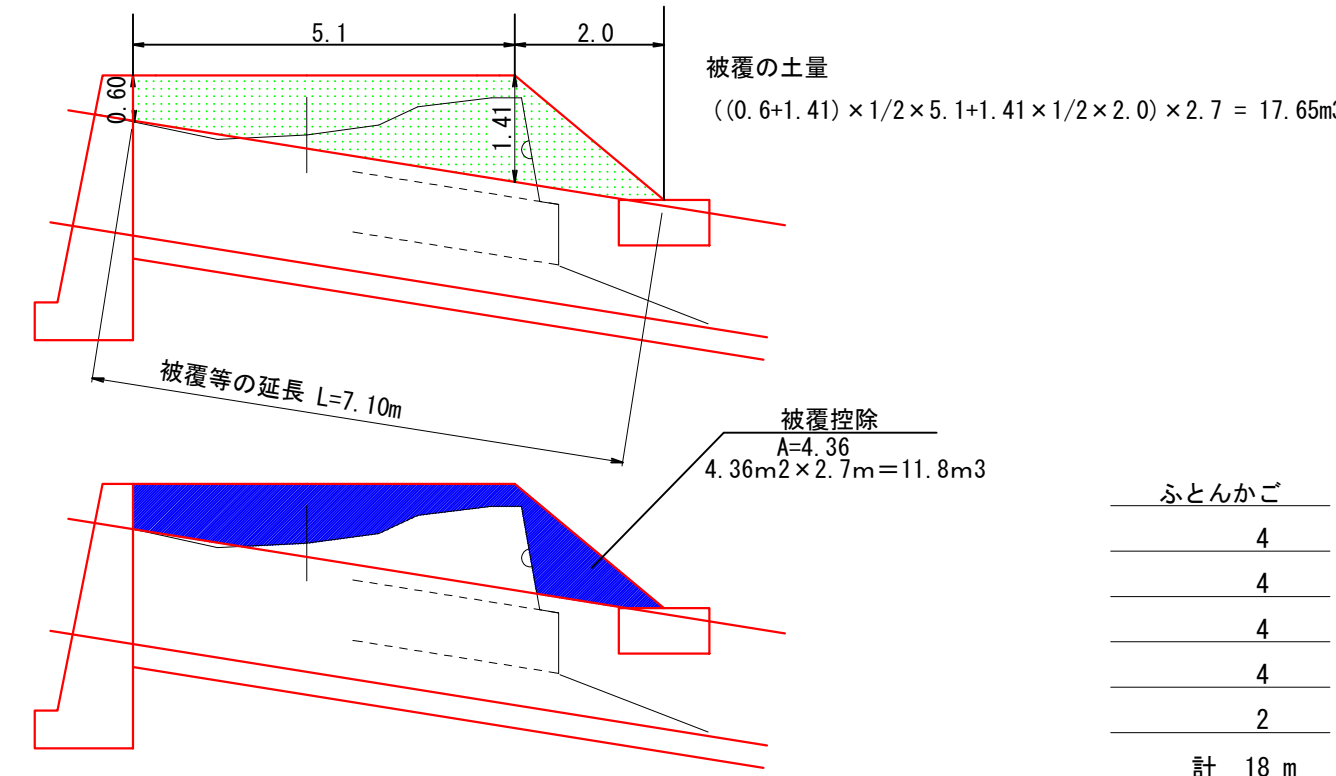 5.1
2.0
0.60
1.41
被覆の土量
((0.6+1.41)×1/2×5.1+1.41×1/2×2.0)×2.7 = 17.65m3
被覆等の延長 L=7.10m
被覆控除
A=4.36
4.36m2×2.7m＝11.8m3
ふとんかご
4
4
4
4
2
計 18 m